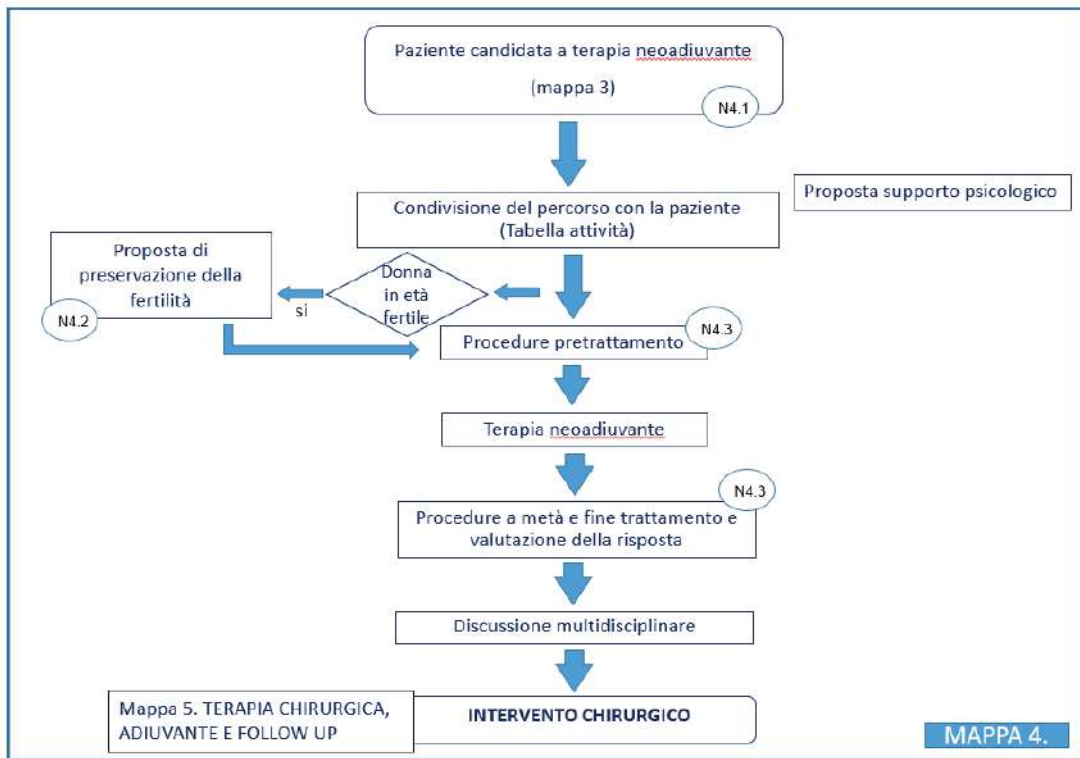 Paziente candidata a terapia neoadiuvante
(mappa 3)
N4.1
Proposta supporto psicologico
Condivisione del percorso con la paziente
(Tabella attività)
Proposta di
preservazione della
fertilità
N4.2
si
Donna
in età
fertile
N4.3
Procedure pretrattamento
Terapia neoadiuvante
N4.3
Procedure a metà e fine trattamento e
valutazione della risposta
Discussione multidisciplinare
Mappa 5. TERAPIA CHIRURGICA,
ADIUVANTE E FOLLOW UP
INTERVENTO CHIRURGICO
MAPPA 4.